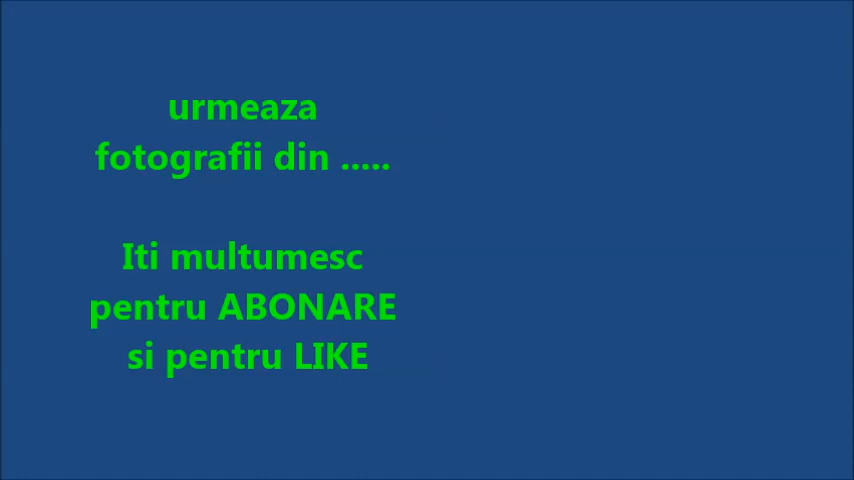 urmeaza
fotografii din .....
Iti multumesc
pentru ABONARE
si pentru LIKE